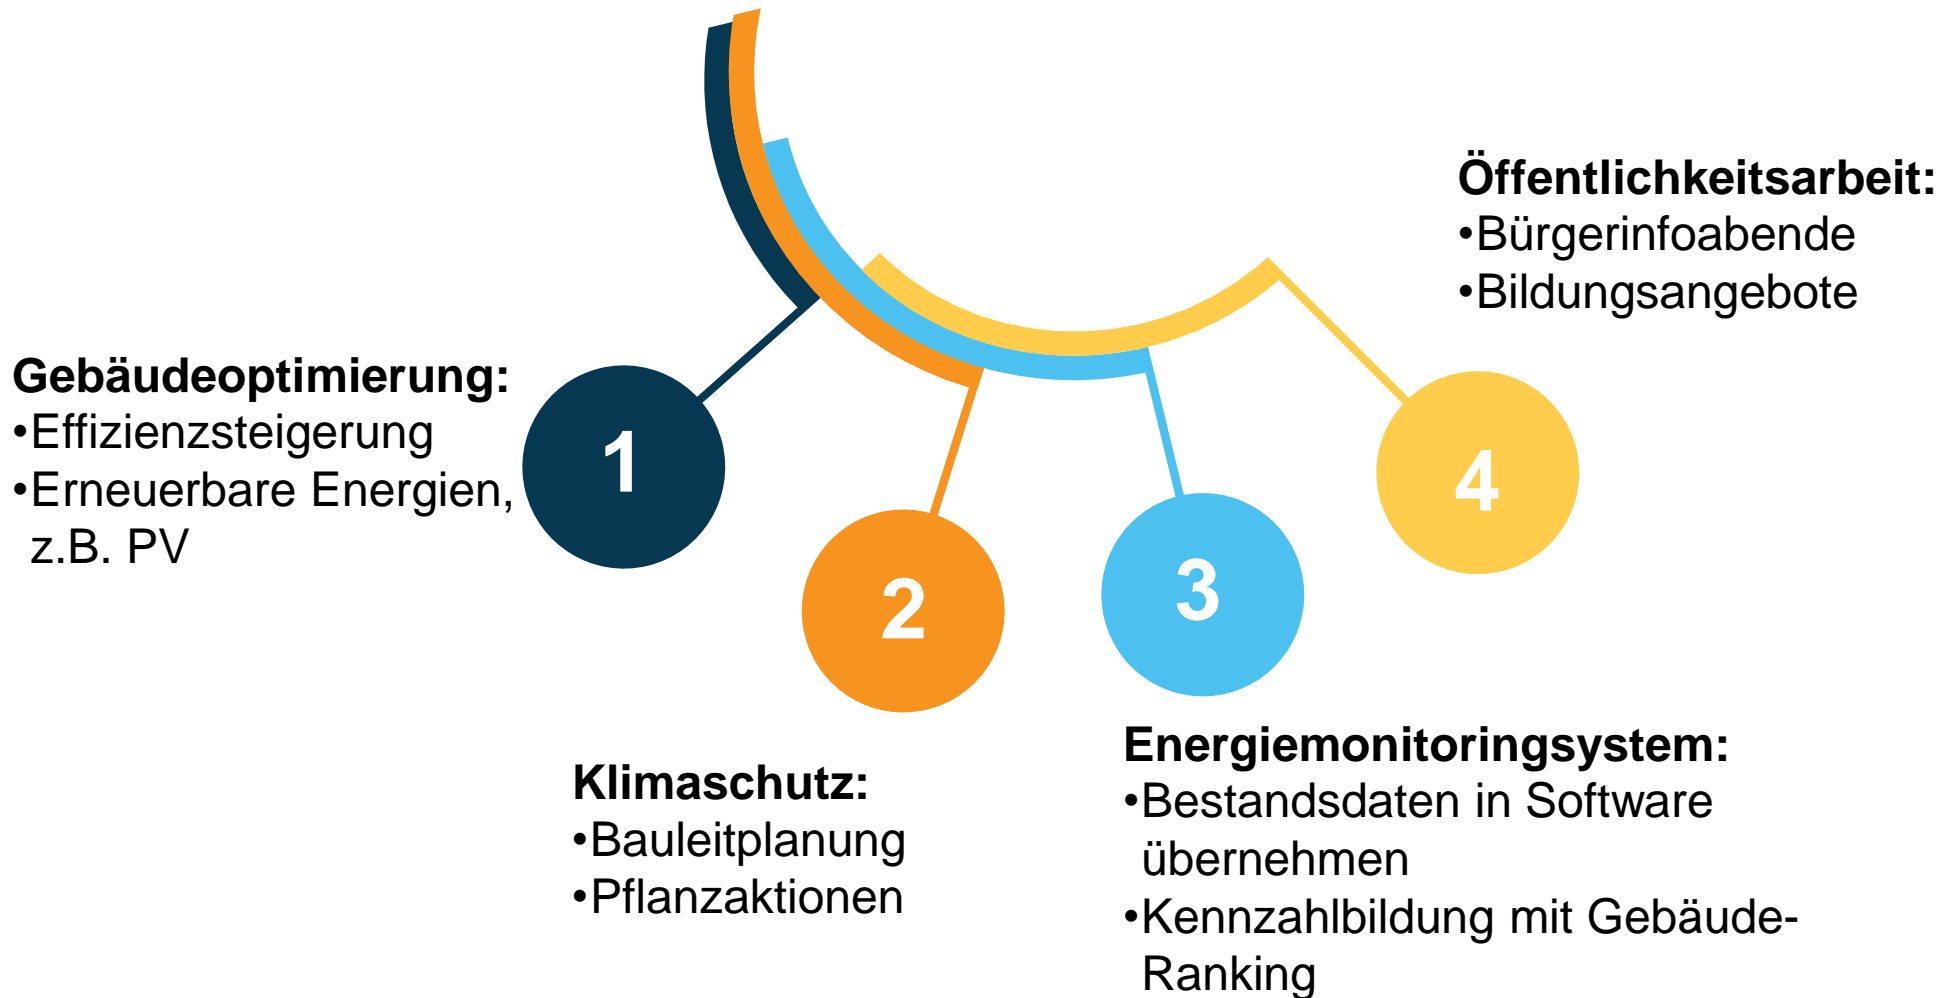 Gebäudeoptimierung:
•Effizienzsteigerung
•Erneuerbare Energien,
z.B. PV
1
2
Klimaschutz:
•Bauleitplanung
•Pflanzaktionen
3
Energiemonitoringsystem:
•Bestandsdaten in Software
übernehmen
•Kennzahlbildung mit Gebäude-
Ranking
4
Öffentlichkeitsarbeit:
•Bürgerinfoabende
•Bildungsangebote